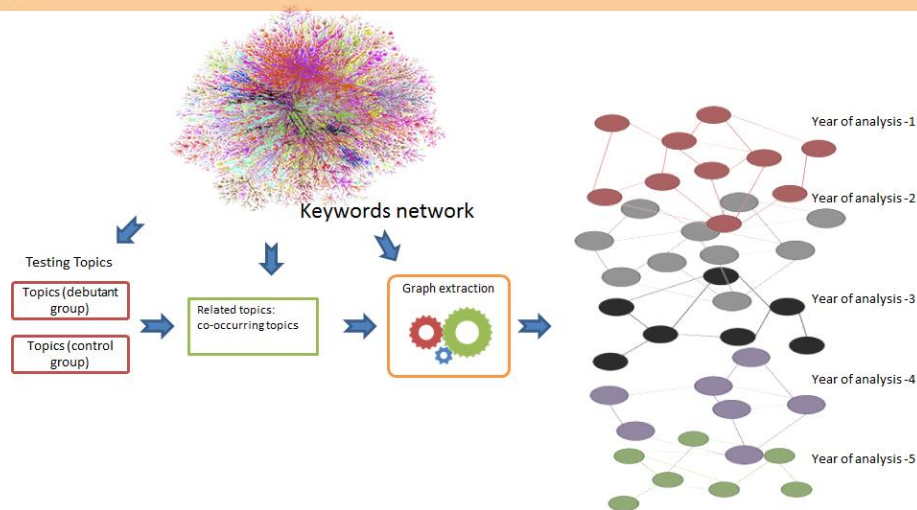 Keywords network
Testing Topics
Topics (debutant
group)
Topics (control
group)
Related topics:
co-occurring topics
Graph extraction
Year of analysis -1
Year of analysis -2
Year of analysis -3
Year of analysis -4
Year of analysis -5